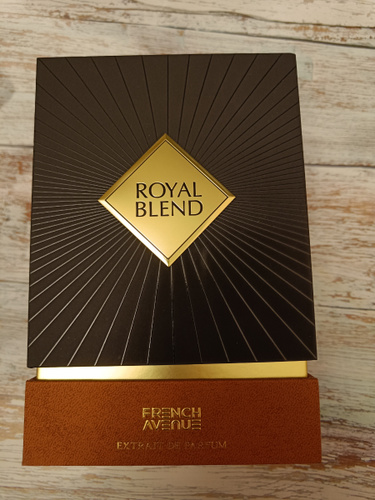 ROYAL
BLEND
FRENCH
AVENUE
EXTRAIT DE PARFUM